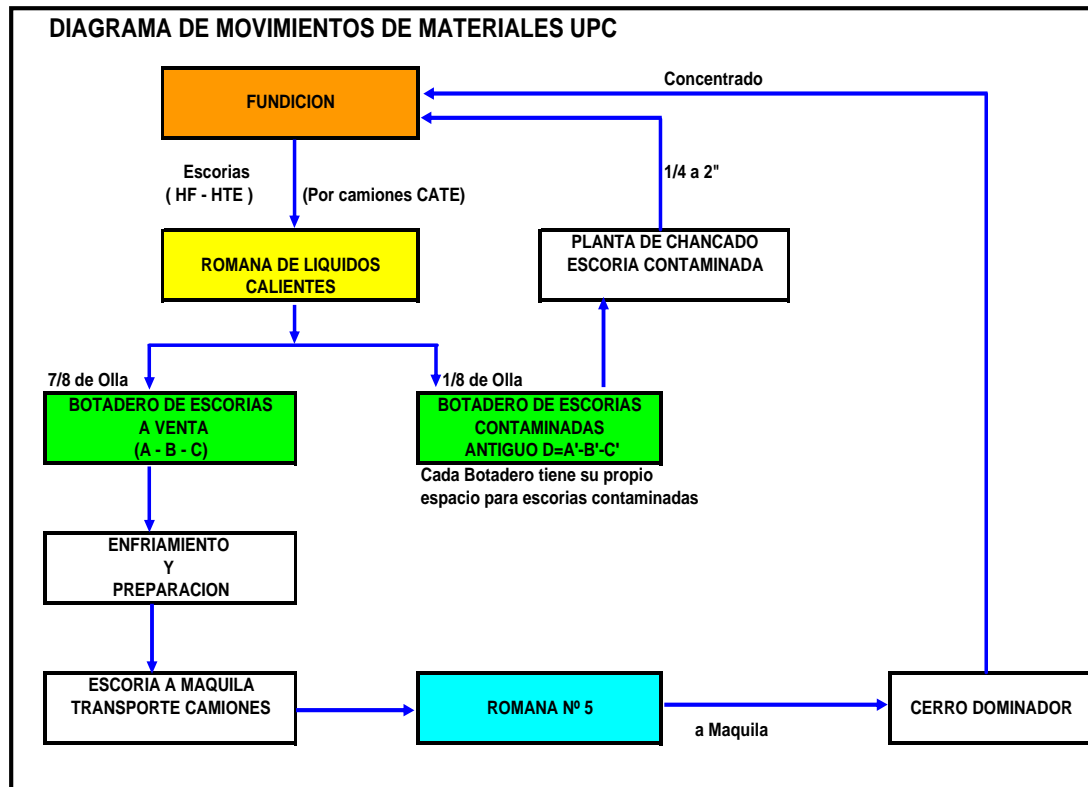 DIAGRAMA DE MOVIMIENTOS DE MATERIALES UPC
Concentrado
FUNDICION
Escorias
( HF - HTE )
(Por camiones CATE)
1/4 a 2"
ROMANA DE LIQUIDOS
CALIENTES
PLANTA DE CHANCADO
ESCORIA CONTAMINADA
7/8 de Olla
1/8 de Olla
BOTADERO DE ESCORIAS
A VENTA
(A - B - C)
BOTADERO DE ESCORIAS
CONTAMINADAS
ANTIGUO D=A'-B'-C'
Cada Botadero tiene su propio
espacio para escorias contaminadas
ENFRIAMIENTO
Y
PREPARACION
ESCORIA A MAQUILA
TRANSPORTE CAMIONES
ROMANA Nº 5
a Maquila
CERRO DOMINADOR